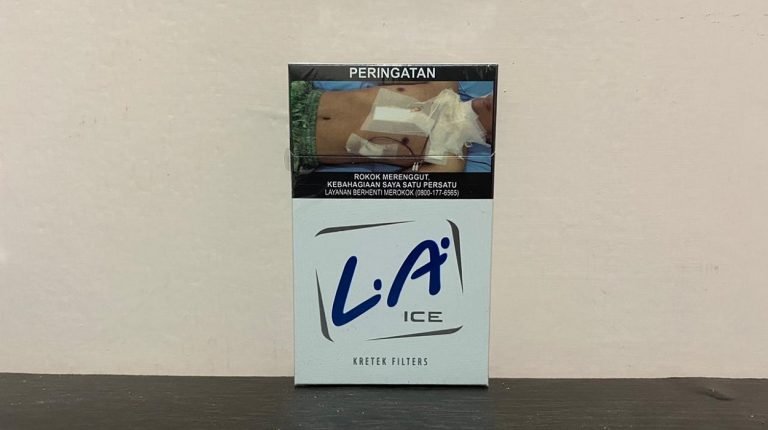 PERINGATAN
ROKOK MERENGGUT,
KEBAHAGIAAN SAYA SATU PERSATU
LAYANAN BERHENTI MEROKOK (0800-177-6565)
L.A.
ICE
KRETEK FILTERS